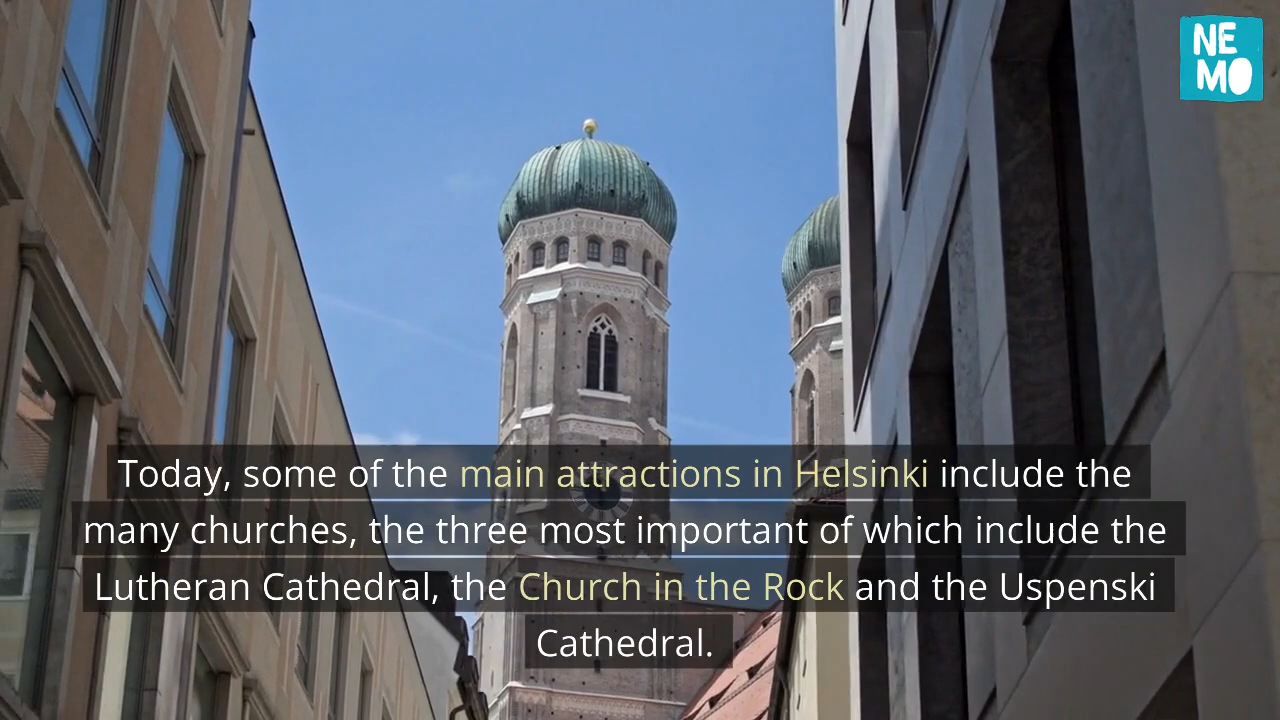 NE
MO
Today, some of the main attractions in Helsinki include the
many churches, the three most important of which include the
Lutheran Cathedral, the Church in the Rock and the Uspenski
Cathedral.